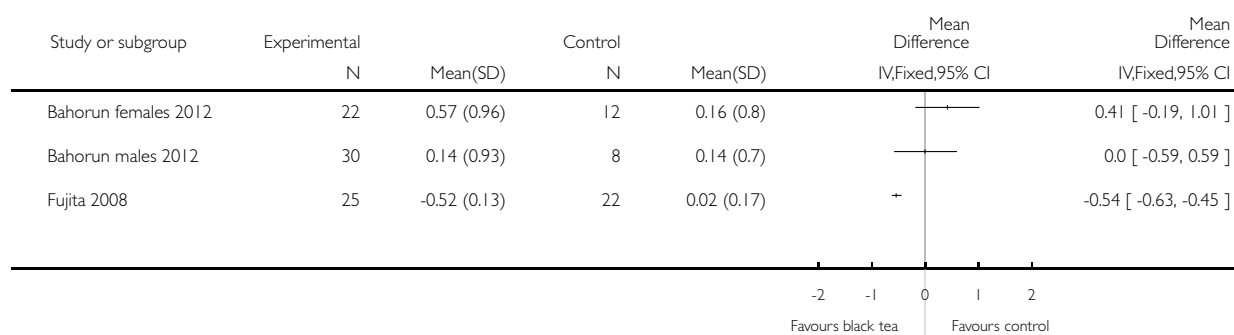 Study or subgroup Experimental Control Mean Difference Mean Difference
N Mean(SD) N Mean(SD) IV,Fixed,95% CI IV,Fixed,95% CI
Bahorun females 2012 22 0.57 (0.96) 12 0.16 (0.8) 0.41 [ -0.19, 1.01 ]
Bahorun males 2012 30 0.14 (0.93) 8 0.14 (0.7) 0.0 [ -0.59, 0.59 ]
Fujita 2008 25 -0.52 (0.13) 22 0.02 (0.17) -0.54 [ -0.63, -0.45 ]
-2 -1 0 1 2
Favours black tea Favours control